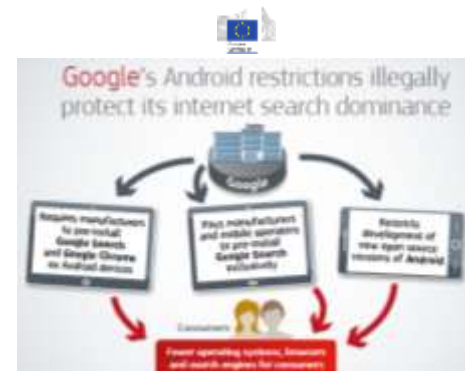 Google's Android restrictions illegally
protect its internet search dominance
Google
Requires manufacturers
to pre-install
Google Search
and Google Chrome
on Android devices
Pays manufacturers
and mobile operators
to pre-install
Google Search
exclusively
Restricts
development of
new open source
versions of Android
Consumers
Fewer operating systems, browsers
and search engines for consumers